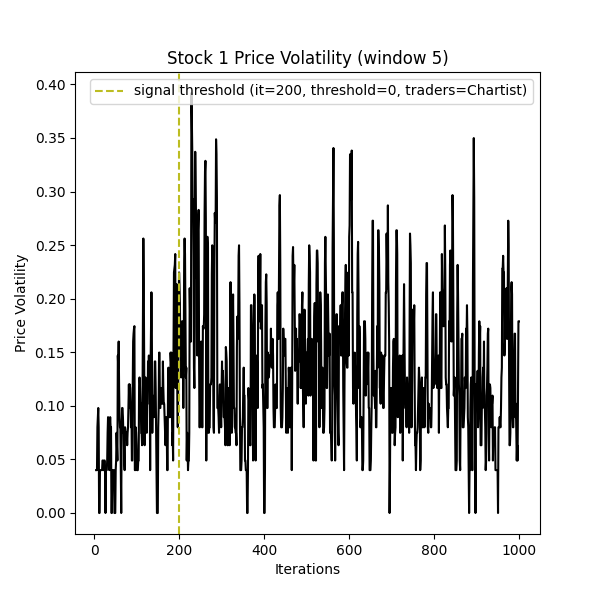 Stock 1 Price Volatility (window 5)
signal threshold (it=200, threshold=0, traders=Chartist)
0.40
0.35
0.30
0.25
0.20
0.15
0.10
0.05
0.00
Price Volatility
0 200 400 600 800 1000
Iterations